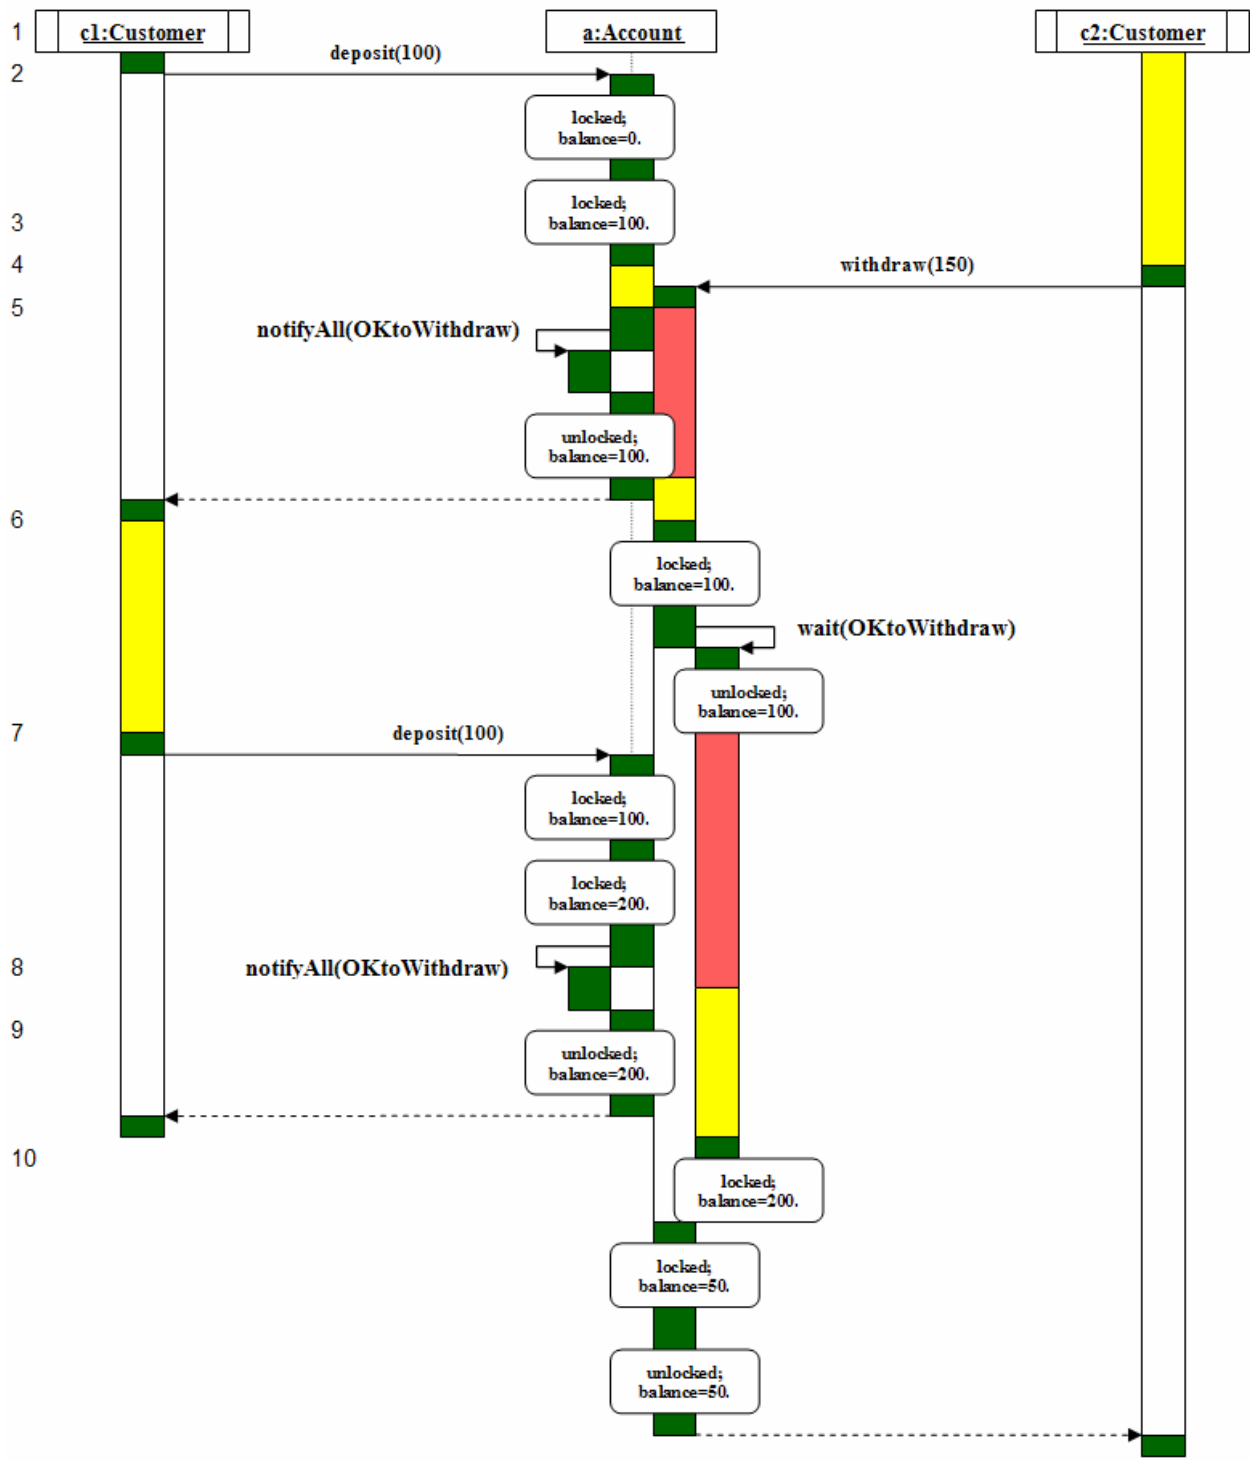 1
c1:Customer
a:Account
c2:Customer
deposit(100)
2
locked;
balance=0.
locked;
balance=100.
3
4
withdraw(150)
5
notifyAll(OKtoWithdraw)
unlocked;
balance=100.
6
locked;
balance=100.
wait(OKtoWithdraw)
unlocked;
balance=100.
7
deposit(100)
locked;
balance=100.
locked;
balance=200.
8
notifyAll(OKtoWithdraw)
9
unlocked;
balance=200.
10
locked;
balance=200.
locked;
balance=50.
unlocked;
balance=50.